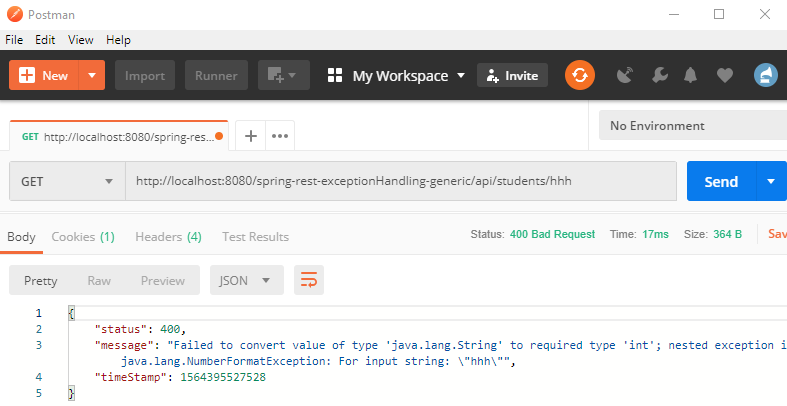 Postman
File Edit View Help
New Import Runner My Workspace Invite
GET http://localhost:8080/spring-res... + ••• No Environment
GET http://localhost:8080/spring-rest-exceptionHandling-generic/api/students/hhh Send
Body Cookies (1) Headers (4) Test Results Status: 400 Bad Request Time: 17ms Size: 364 B Sav
Pretty Raw Preview JSON
1 {
2 "status": 400,
3 "message": "Failed to convert value of type 'java.lang.String' to required type 'int'; nested exception i
java.lang.NumberFormatException: For input string: \"hhh\"",
4 "timeStamp": 1564395527528
5 }